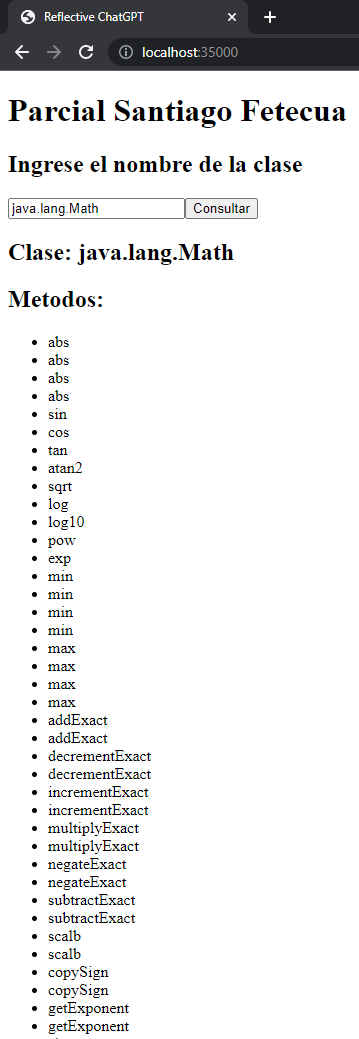 Reflective ChatGPT
localhost:35000
Parcial Santiago Fetecua
Ingrese el nombre de la clase
java.lang.Math Consultar
Clase: java.lang.Math
Metodos:
abs
abs
abs
abs
sin
cos
tan
atan2
sqrt
log
log10
pow
exp
min
min
min
min
max
max
max
max
addExact
addExact
decrementExact
decrementExact
incrementExact
incrementExact
multiplyExact
multiplyExact
negateExact
negateExact
subtractExact
subtractExact
scalb
scalb
copySign
copySign
getExponent
getExponent